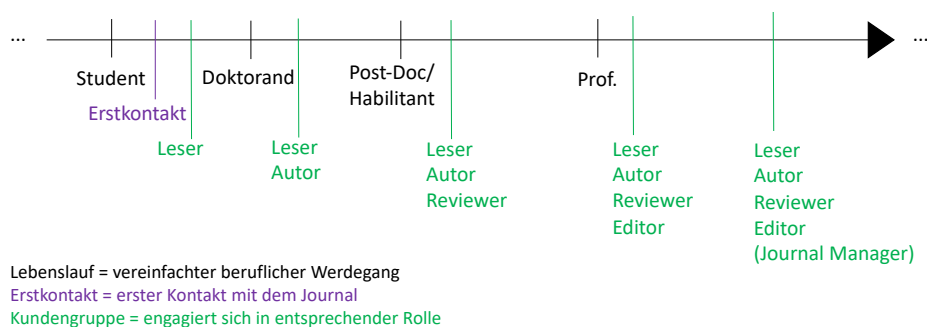 ... ...
Student Doktorand Post-Doc/ Prof.
Habilitant
Erstkontakt
Leser Leser Leser Leser Leser
Autor Autor Autor Autor
Reviewer Reviewer Reviewer
Editor Editor
(Journal Manager)
Lebenslauf = vereinfachter beruflicher Werdegang
Erstkontakt = erster Kontakt mit dem Journal
Kundengruppe = engagiert sich in entsprechender Rolle